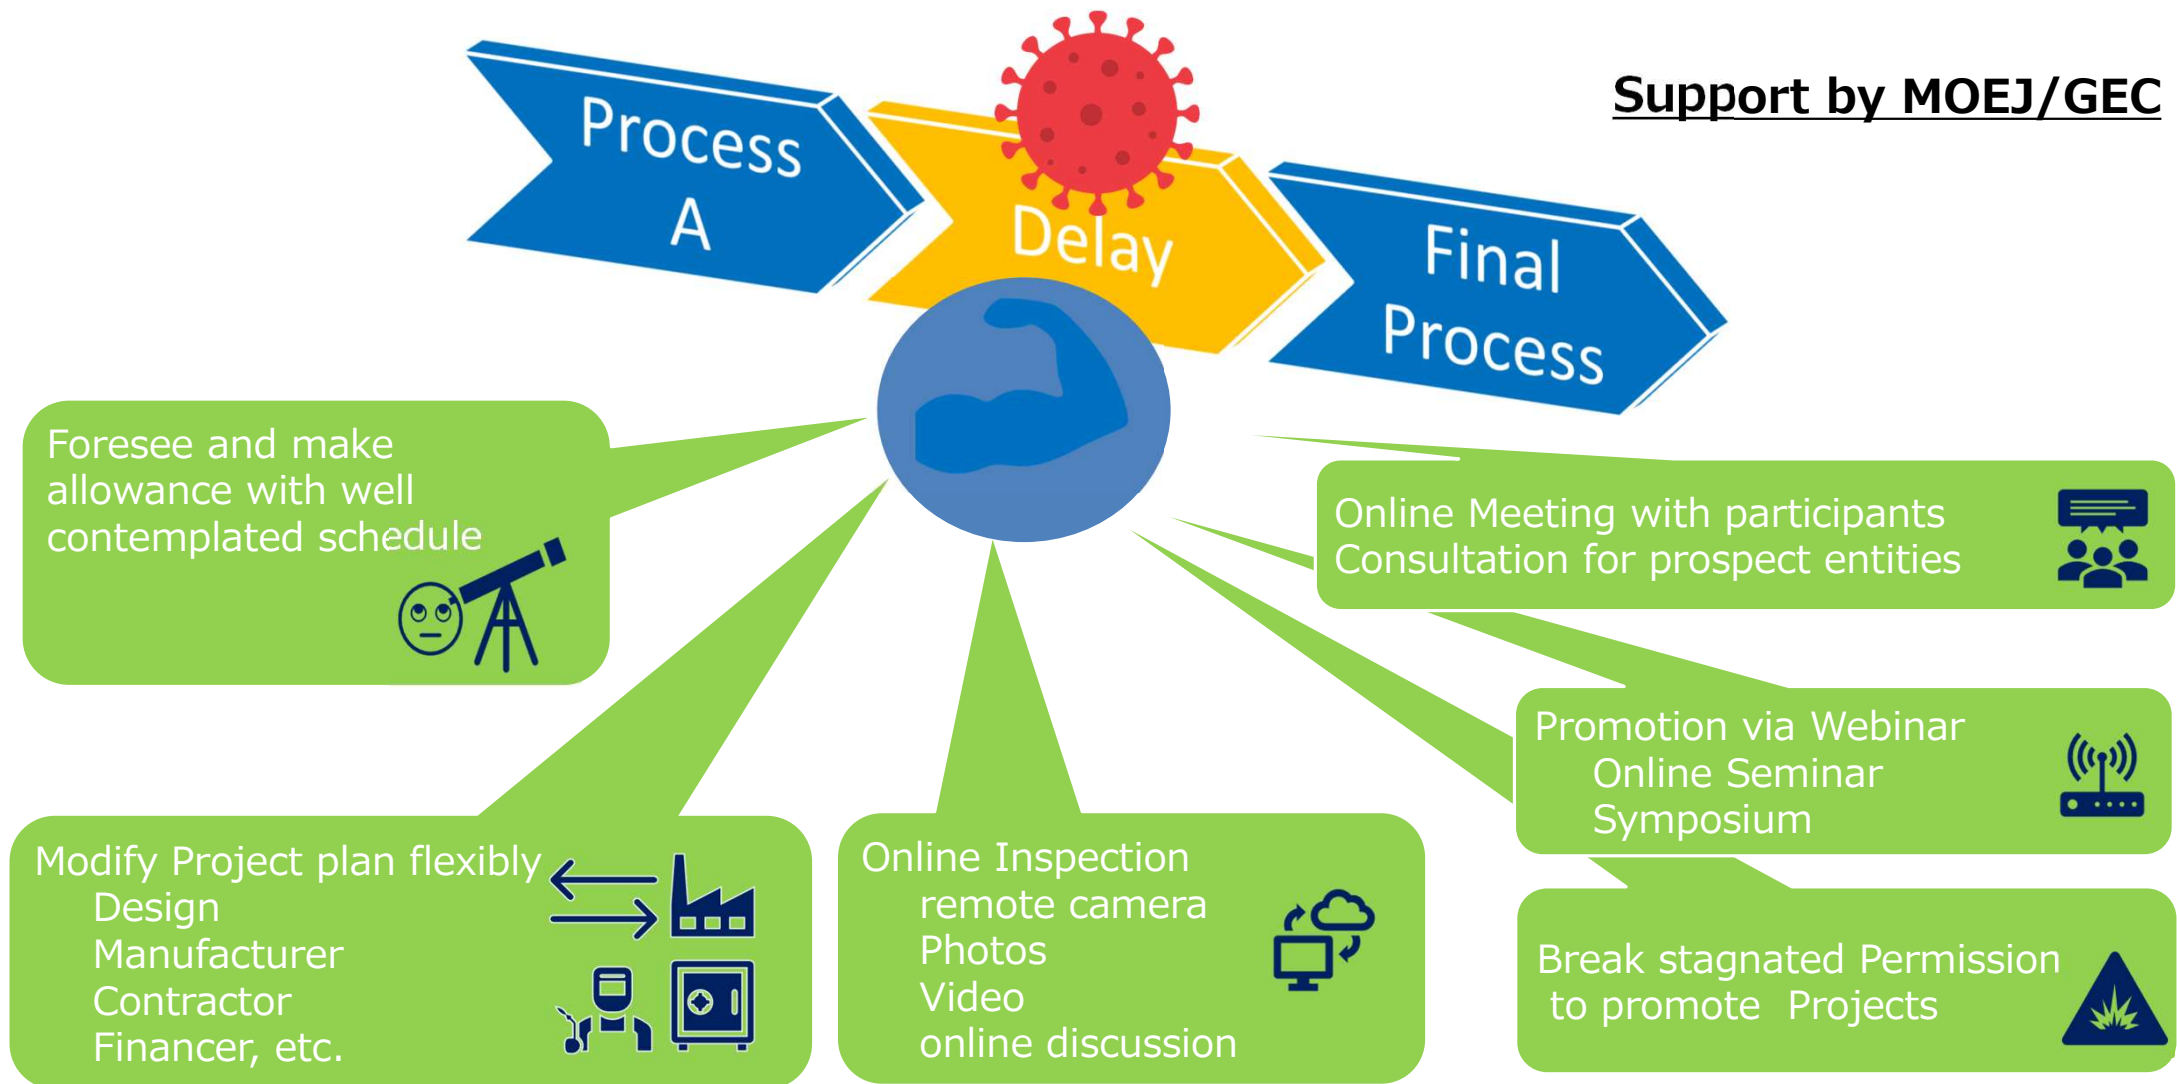 Support by MOEJ/GEC
Process
A
Delay
Final
Process
Foresee and make
allowance with well
contemplated schedule
Online Meeting with participants
Consultation for prospect entities
Promotion via Webinar
Online Seminar
Symposium
Modify Project plan flexibly
Design
Manufacturer
Contractor
Financer, etc.
Online Inspection
remote camera
Photos
Video
online discussion
Break stagnated Permission
to promote  Projects